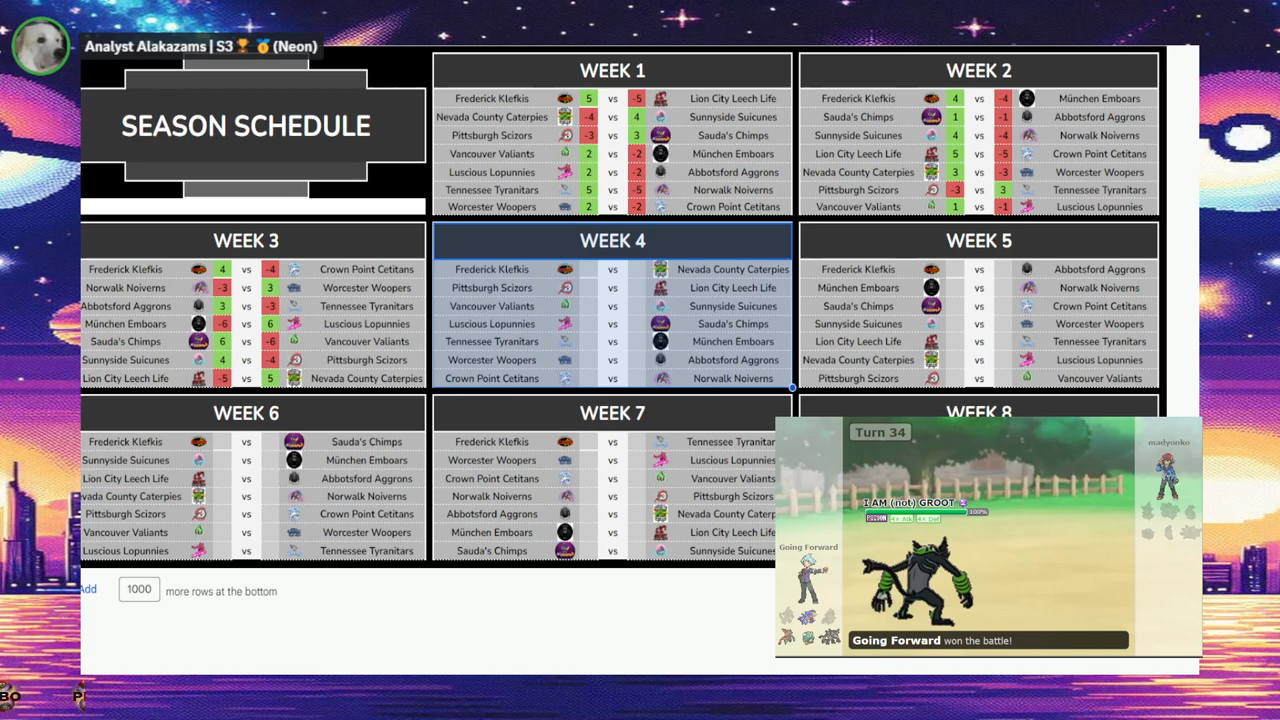 Analyst Alakazams | S3 🏆 🥇 (Neon)
SEASON SCHEDULE
WEEK 1
Frederick Klefkis 5 vs -5 Lion City Leech Life
Nevada County Caterpies -4 vs 4 Sunnyside Suicunes
Pittsburgh Scizors -3 vs 3 Sauda's Chimps
Vancouver Valiants 2 vs -2 München Emboars
Luscious Lopunnies 2 vs -2 Abbotsford Aggrons
Tennessee Tyranitars 5 vs -5 Norwalk Noiverns
Worcester Woopers 2 vs -2 Crown Point Cetitans
WEEK 2
Frederick Klefkis 4 vs -4 München Emboars
Sauda's Chimps 1 vs -1 Abbotsford Aggrons
Sunnyside Suicunes 4 vs -4 Norwalk Noiverns
Lion City Leech Life 5 vs -5 Crown Point Cetitans
Nevada County Caterpies 3 vs -3 Worcester Woopers
Pittsburgh Scizors -3 vs 3 Tennessee Tyranitars
Vancouver Valiants 1 vs -1 Luscious Lopunnies
WEEK 3
Frederick Klefkis 4 vs -4 Crown Point Cetitans
Norwalk Noiverns -3 vs 3 Worcester Woopers
Abbotsford Aggrons 3 vs -3 Tennessee Tyranitars
München Emboars -6 vs 6 Luscious Lopunnies
Sauda's Chimps 6 vs -6 Vancouver Valiants
Sunnyside Suicunes 4 vs -4 Pittsburgh Scizors
Lion City Leech Life -5 vs 5 Nevada County Caterpies
WEEK 4
Frederick Klefkis vs Nevada County Caterpies
Pittsburgh Scizors vs Lion City Leech Life
Vancouver Valiants vs Sunnyside Suicunes
Luscious Lopunnies vs Sauda's Chimps
Tennessee Tyranitars vs München Emboars
Worcester Woopers vs Abbotsford Aggrons
Crown Point Cetitans vs Norwalk Noiverns
WEEK 5
Frederick Klefkis vs Abbotsford Aggrons
München Emboars vs Norwalk Noiverns
Sauda's Chimps vs Crown Point Cetitans
Sunnyside Suicunes vs Worcester Woopers
Lion City Leech Life vs Tennessee Tyranitars
Nevada County Caterpies vs Luscious Lopunnies
Pittsburgh Scizors vs Vancouver Valiants
WEEK 6
Frederick Klefkis vs Sauda's Chimps
Sunnyside Suicunes vs München Emboars
Lion City Leech Life vs Abbotsford Aggrons
vada County Caterpies vs Norwalk Noiverns
Pittsburgh Scizors vs Crown Point Cetitans
Vancouver Valiants vs Worcester Woopers
Luscious Lopunnies vs Tennessee Tyranitars
WEEK 7
Frederick Klefkis vs Tennessee Tyranitar
Worcester Woopers vs Luscious Lopunnies
Crown Point Cetitans vs Vancouver Valiants
Norwalk Noiverns vs Pittsburgh Scizors
Abbotsford Aggrons vs Nevada County Caterp
München Emboars vs Lion City Leech Life
Sauda's Chimps vs Sunnyside Suicunes
WEEK 8
Turn 34
madyonko
I AM (not) GROOT
100%
4× Atk 4× Def
Going Forward
Going Forward won the battle!
dd 1000 more rows at the bottom
BO